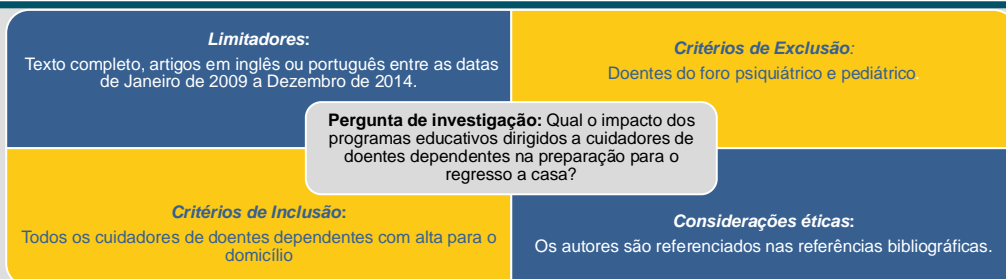 Limitadores:
Texto completo, artigos em inglês ou português entre as datas
de Janeiro de 2009 a Dezembro de 2014.
Critérios de Exclusão:
Doentes do foro psiquiátrico e pediátrico.
Pergunta de investigação: Qual o impacto dos
programas educativos dirigidos a cuidadores de
doentes dependentes na preparação para o
regresso a casa?
Critérios de Inclusão:
Todos os cuidadores de doentes dependentes com alta para o
domicílio
Considerações éticas:
Os autores são referenciados nas referências bibliográficas.